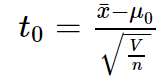 t₀ = (x̄ − μ₀) / √(V/n)